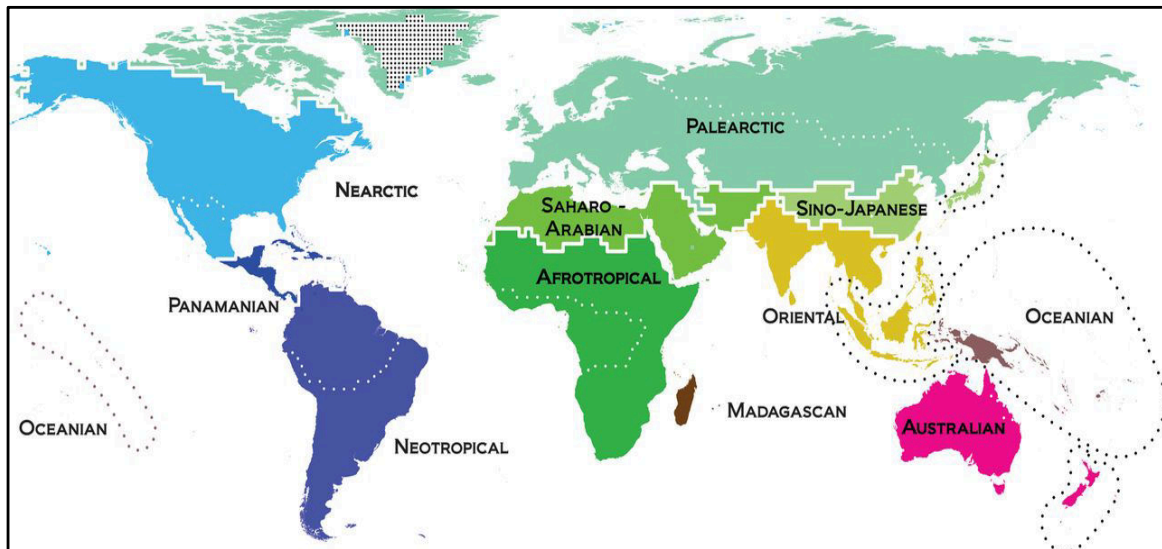 PALEARCTIC
NEARCTIC
SAHARO -
ARABIAN
SINO-JAPANESE
AFROTROPICAL
PANAMANIAN
ORIENTAL
OCEANIAN
MADAGASCAN
OCEANIAN
AUSTRALIAN
NEOTROPICAL